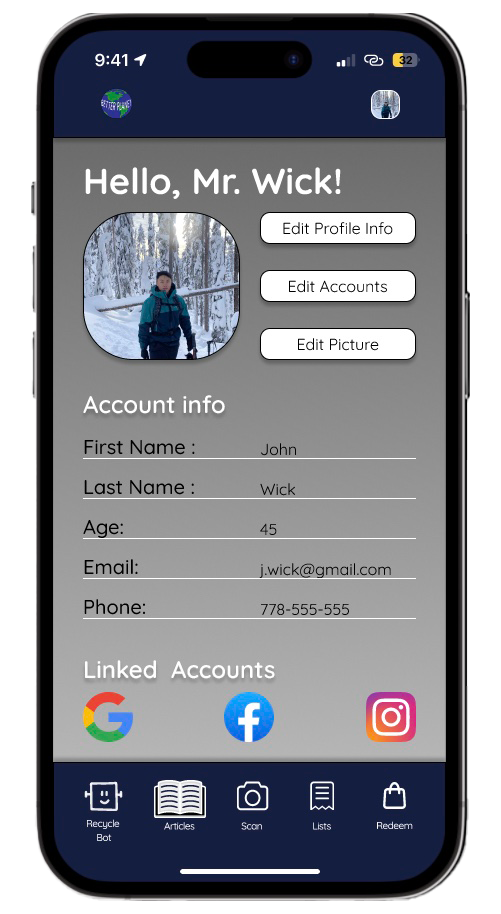 9:41
32
BETTER PLANET
Hello, Mr. Wick!
Edit Profile Info
Edit Accounts
Edit Picture
Account info
First Name : John
Last Name : Wick
Age: 45
Email: j.wick@gmail.com
Phone: 778-555-555
Linked Accounts
Recycle
Bot
Articles
Scan
Lists
Redeem